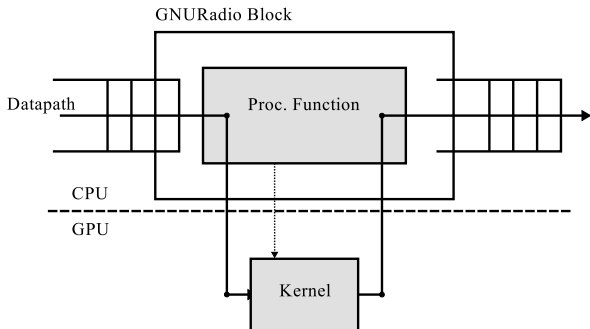 GNURadio Block
Datapath
Proc. Function
CPU
GPU
Kernel